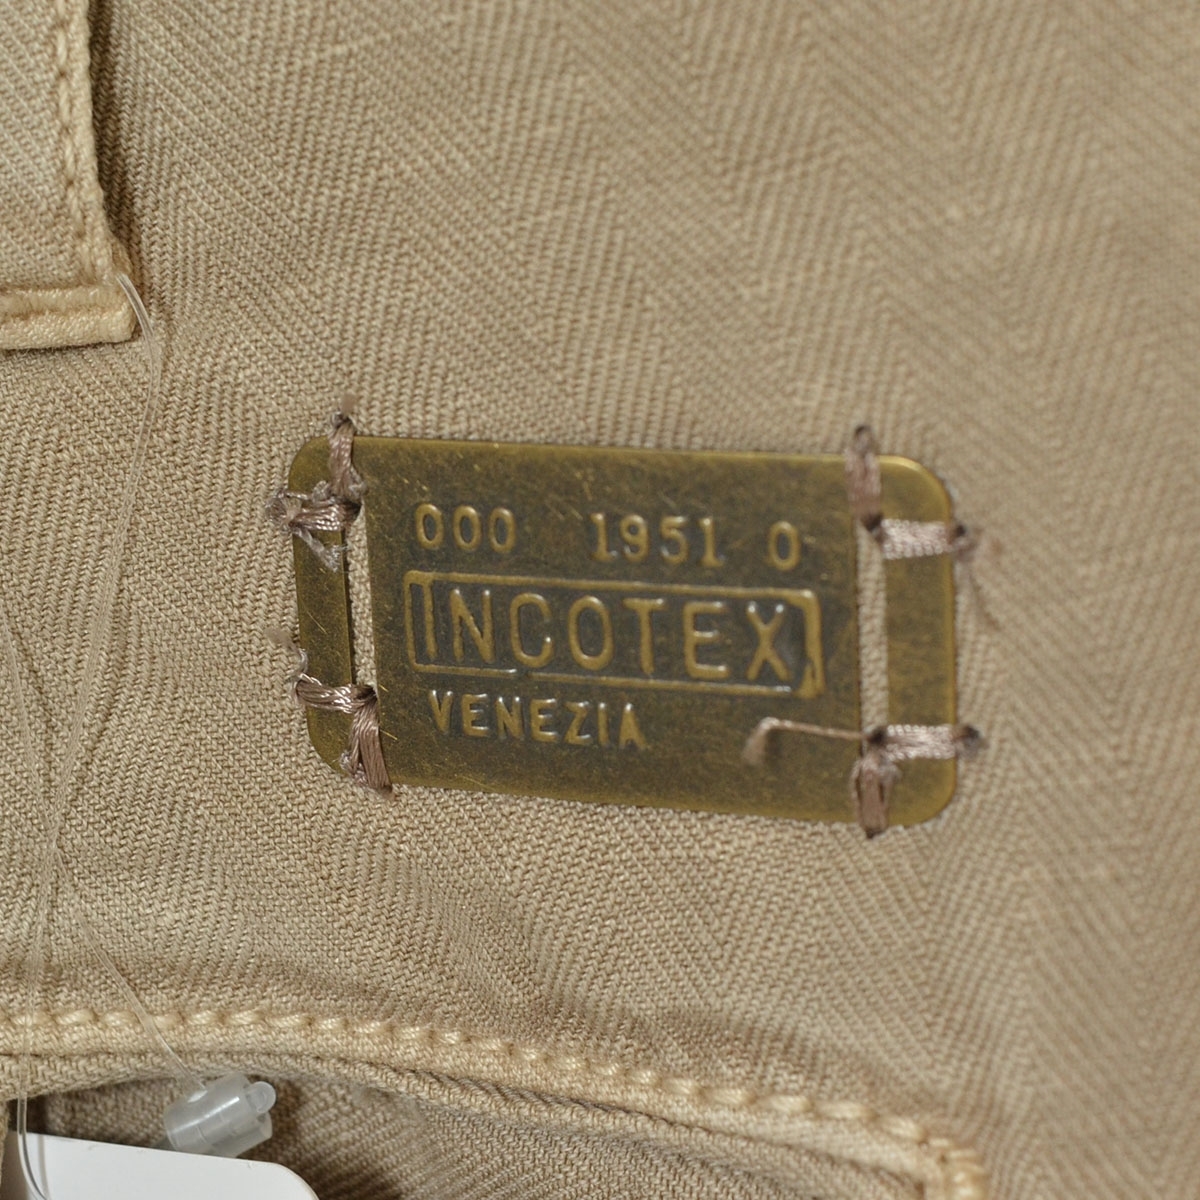 000 1951 0
INCOTEX
VENEZIA